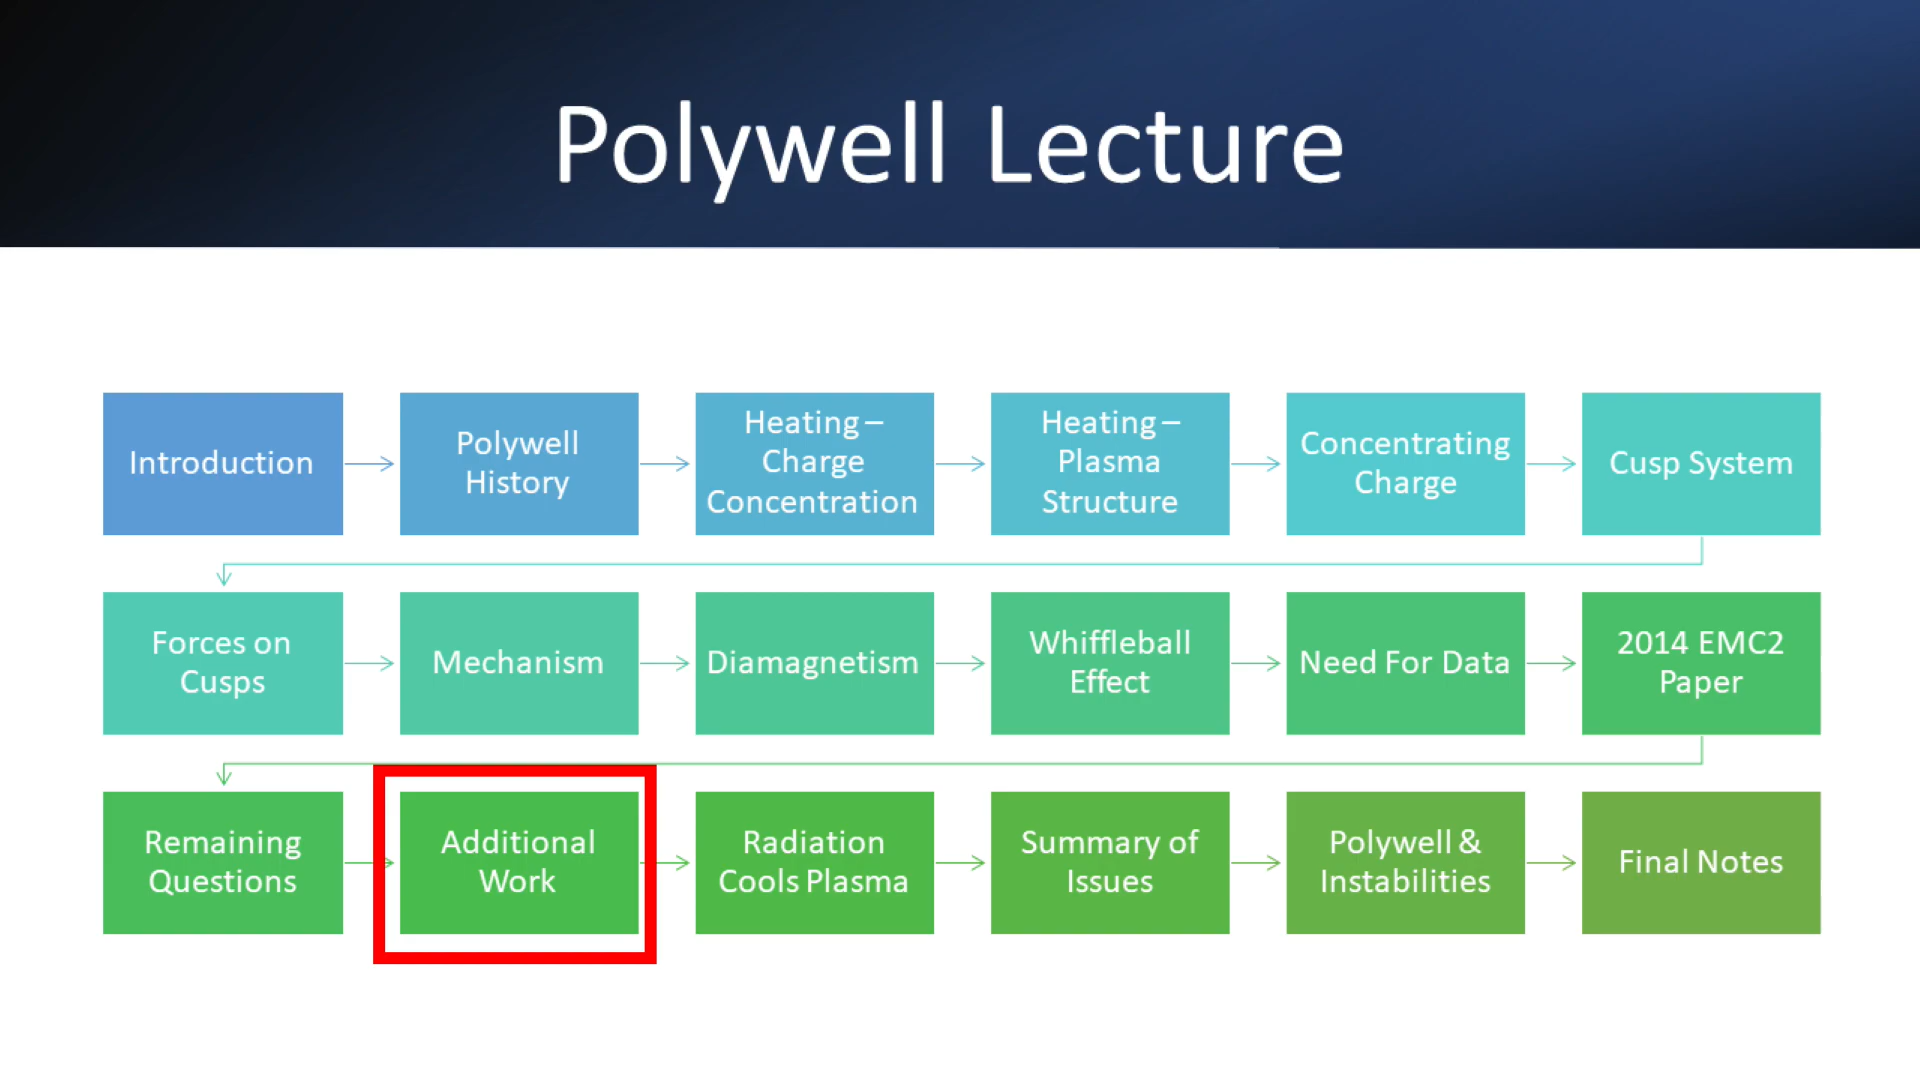 Polywell Lecture
Introduction
Polywell
History
Heating –
Charge
Concentration
Heating –
Plasma
Structure
Concentrating
Charge
Cusp System
Forces on
Cusps
Mechanism
Diamagnetism
Whiffleball
Effect
Need For Data
2014 EMC2
Paper
Remaining
Questions
Additional
Work
Radiation
Cools Plasma
Summary of
Issues
Polywell &
Instabilities
Final Notes